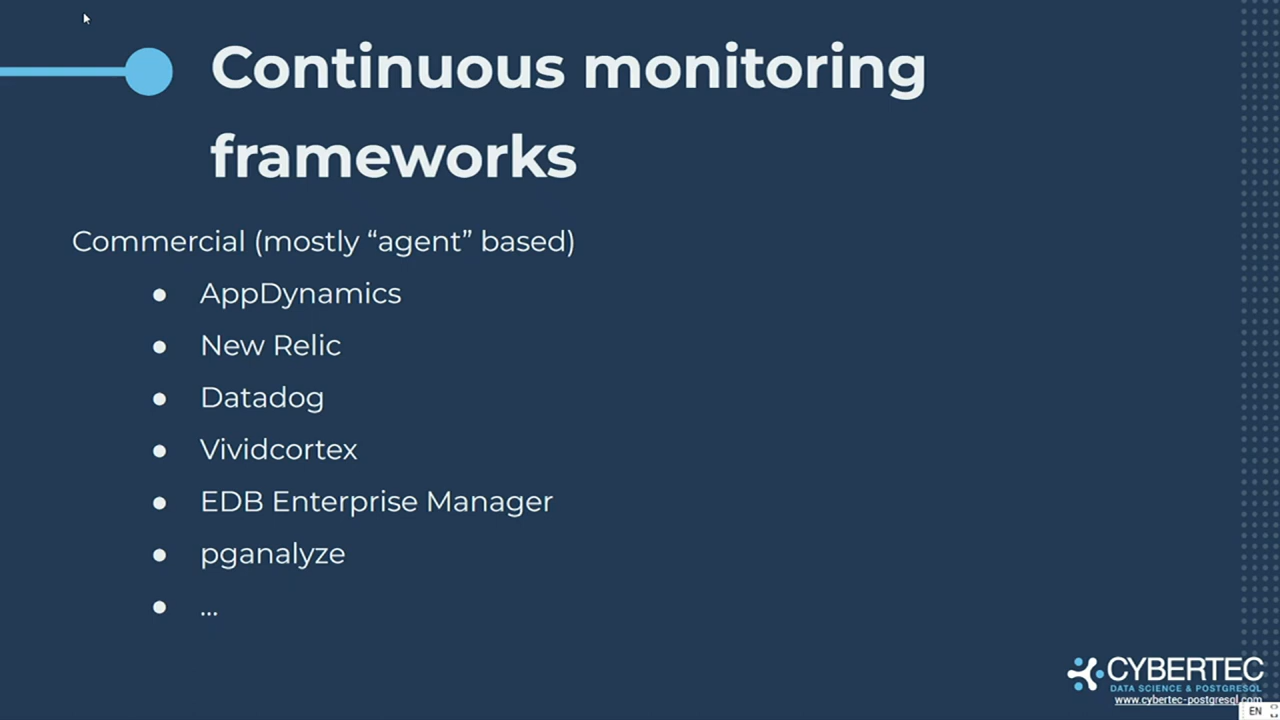 Continuous monitoring
frameworks
Commercial (mostly “agent” based)
● AppDynamics
● New Relic
● Datadog
● Vividcortex
● EDB Enterprise Manager
● pganalyze
● ...
CYBERTEC
DATA SCIENCE & POSTGRESQL
www.cybertec-postgresql.com
EN